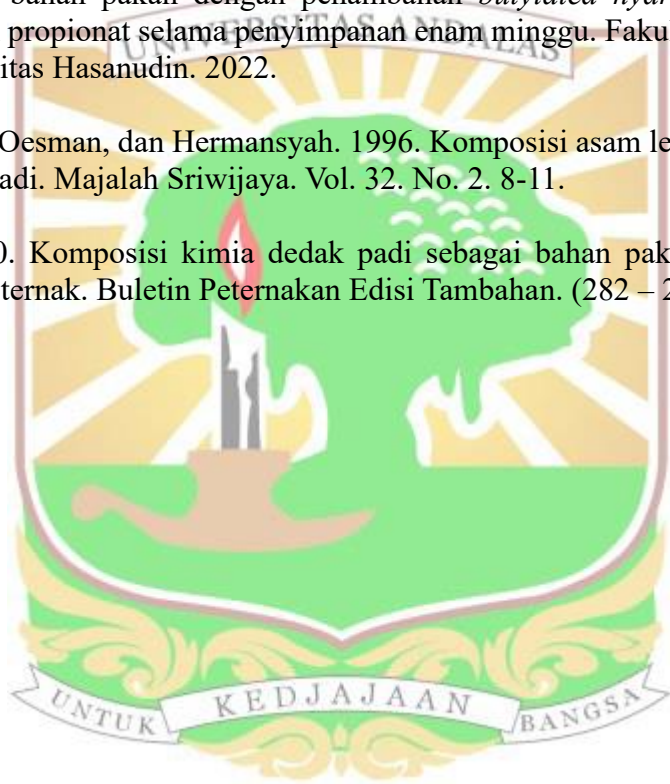 bahan pakan dengan penambahan
propionat selama penyimpanan enam minggu. Faku
UNIVERSITAS ANDALAS
itas Hasanudin. 2022.
Oesman, dan Hermansyah. 1996. Komposisi asam le
adi. Majalah Sriwijaya. Vol. 32. No. 2. 8-11.
0. Komposisi kimia dedak padi sebagai bahan pak
ternak. Buletin Peternakan Edisi Tambahan. (282 – 2
UNTUK KEDJAJAAN BANGSA